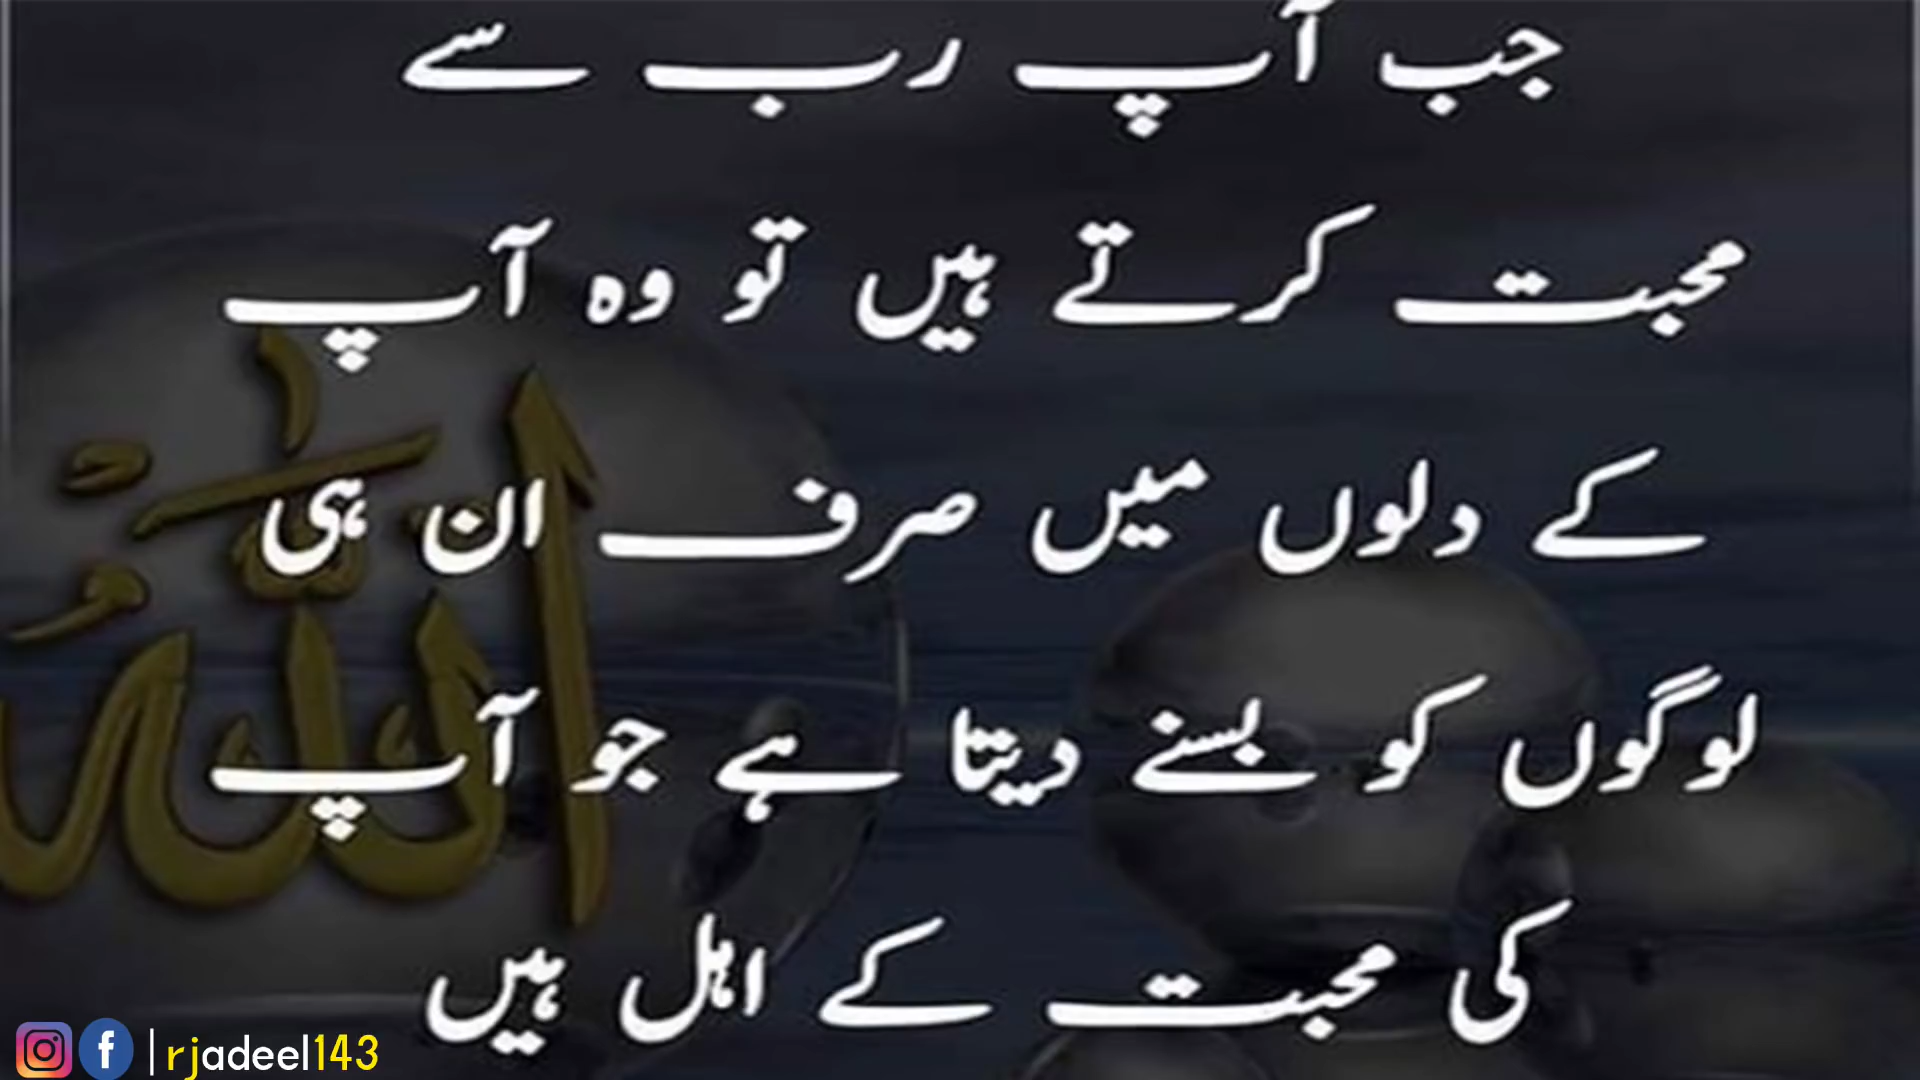 جب آپ رب سے
محبت کرتے ہیں تو وہ آپ
کے دلوں میں صرف ان ہی
لوگوں کو بسنے دیتا ہے جو آپ
کی محبت کے اہل ہیں
اللّٰہُ
|rjadeel143